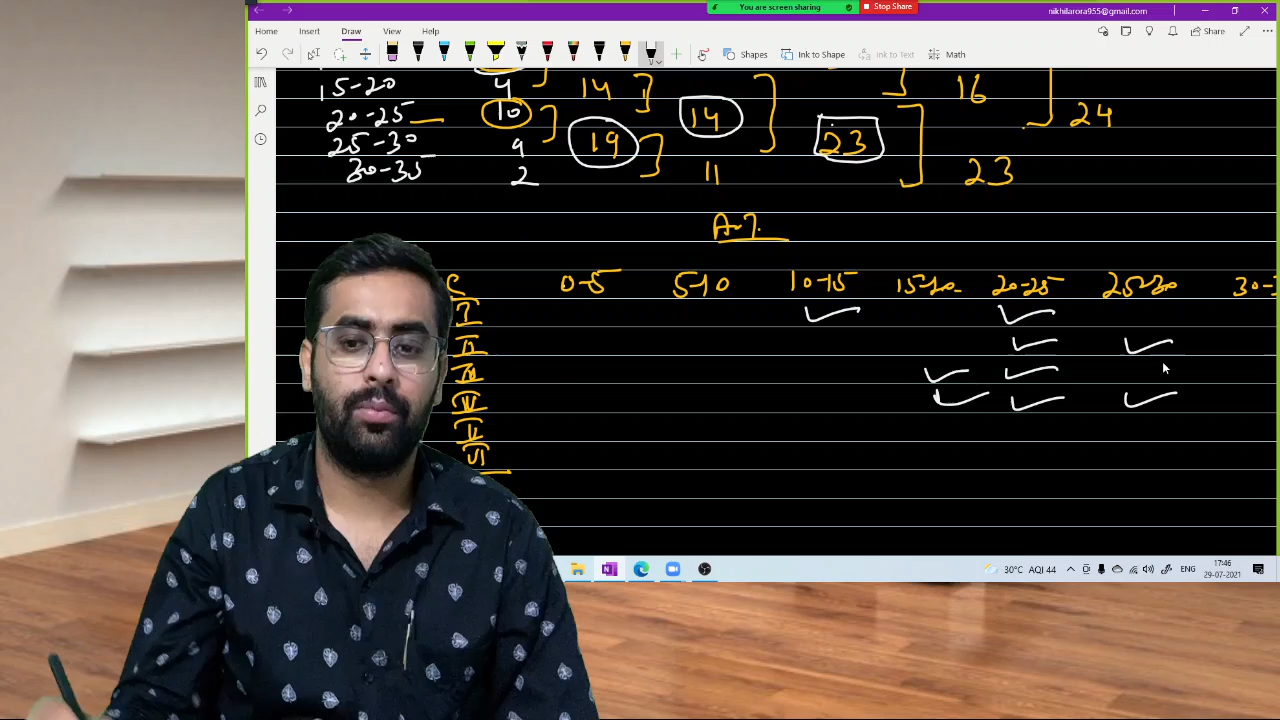 You are screen sharing
Stop Share
nikhilarora955@gmail.com
Home Insert Draw View Help
Share
Shapes Ink to Shape Ink to Text Math
15-20 4 14 16
20-25 10 14 24
25-30 9 19 23
30-35 2 11 23
A.T.
C 0-5 5-10 10-15 15-20 20-25 25-30 30-3
I
II
III
IV
V
VI
30°C AQI 44 ENG 17:46
29-07-2021